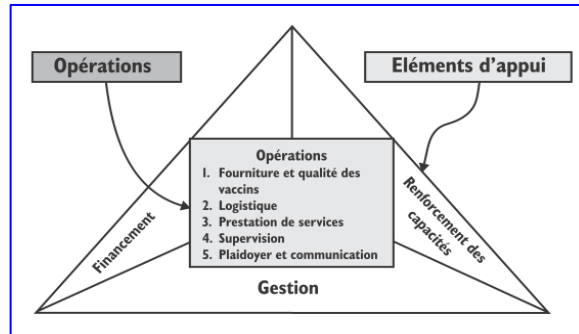 Opérations
Eléments d'appui
Opérations
1. Fourniture et qualité des
vaccins
2. Logistique
3. Prestation de services
4. Supervision
5. Plaidoyer et communication
Financement
Renforcement des
capacités
Gestion